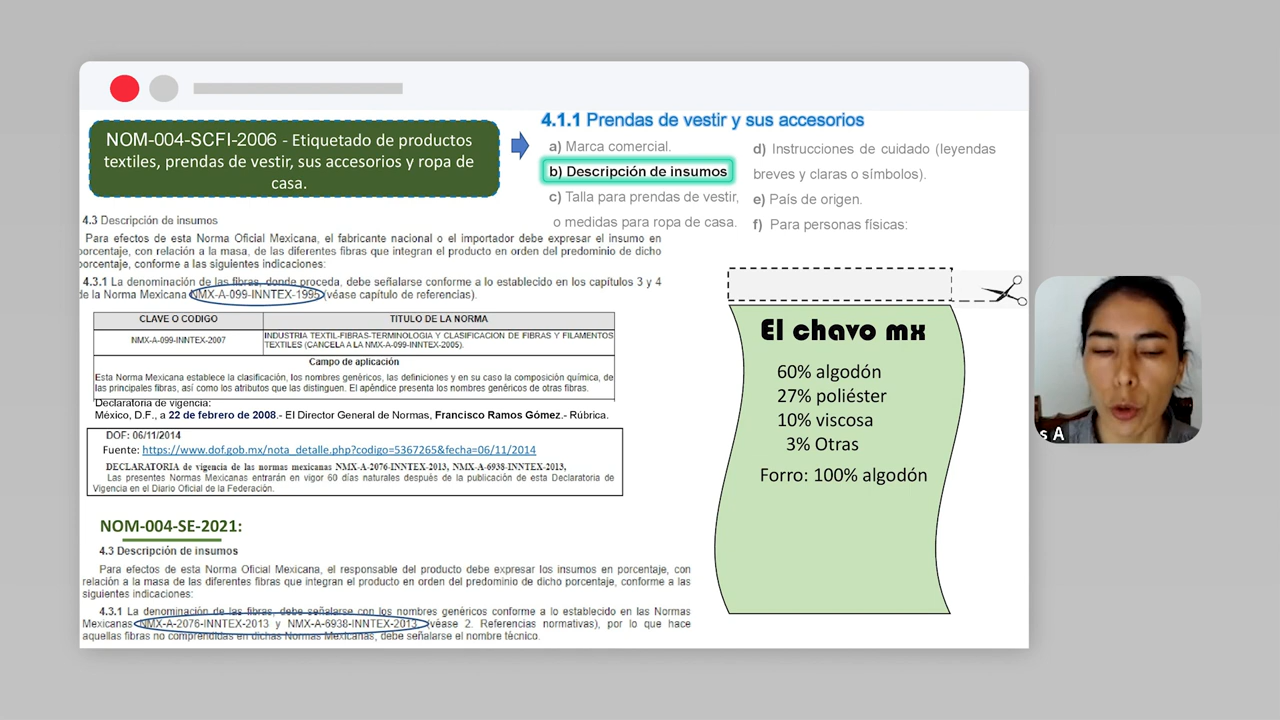 NOM-004-SCFI-2006 - Etiquetado de productos
textiles, prendas de vestir, sus accesorios y ropa de
casa.
4.1.1 Prendas de vestir y sus accesorios
a) Marca comercial.
b) Descripción de insumos
c) Talla para prendas de vestir,
o medidas para ropa de casa.
d) Instrucciones de cuidado (leyendas
breves y claras o símbolos).
e) País de origen.
f) Para personas físicas:
4.3 Descripción de insumos
Para efectos de esta Norma Oficial Mexicana, el fabricante nacional o el importador debe expresar el insumo en
porcentaje, con relación a la masa, de las diferentes fibras que integran el producto en orden del predominio de dicho
porcentaje, conforme a las siguientes indicaciones:
4.3.1 La denominación de las fibras, donde proceda, debe señalarse conforme a lo establecido en los capítulos 3 y 4
de la Norma Mexicana NMX-A-099-INNTEX-1995 (véase capítulo de referencias).
CLAVE O CODIGO TITULO DE LA NORMA
NMX-A-099-INNTEX-2007
INDUSTRIA TEXTIL-FIBRAS-TERMINOLOGIA Y CLASIFICACION DE FIBRAS Y FILAMENTOS
TEXTILES (CANCELA A LA NMX-A-099-INNTEX-2005).
Campo de aplicación
Esta Norma Mexicana establece la clasificación, los nombres genéricos, las definiciones y en su caso la composición química, de
las principales fibras, así como los atributos que las distinguen. El apéndice presenta los nombres genéricos de otras fibras.
Declaratoria de vigencia:
México, D.F., a 22 de febrero de 2008.- El Director General de Normas, Francisco Ramos Gómez.- Rúbrica.
DOF: 06/11/2014
Fuente: https://www.dof.gob.mx/nota_detalle.php?codigo=5367265&fecha=06/11/2014
DECLARATORIA de vigencia de las normas mexicanas NMX-A-2076-INNTEX-2013, NMX-A-6938-INNTEX-2013,
Las presentes Normas Mexicanas entrarán en vigor 60 días naturales después de la publicación de esta Declaratoria de
Vigencia en el Diario Oficial de la Federación.
NOM-004-SE-2021:
4.3 Descripción de insumos
Para efectos de esta Norma Oficial Mexicana, el responsable del producto debe expresar los insumos en porcentaje, con
relación a la masa de las diferentes fibras que integran el producto en orden del predominio de dicho porcentaje, conforme a las
siguientes indicaciones:
4.3.1 La denominación de las fibras, debe señalarse con los nombres genéricos conforme a lo establecido en las Normas
Mexicanas NMX-A-2076-INNTEX-2013 y NMX-A-6938-INNTEX-2013 (véase 2. Referencias normativas), por lo que hace
aquellas fibras no comprendidas en dichas Normas Mexicanas, debe señalarse el nombre técnico.
El chavo mx
60% algodón
27% poliéster
10% viscosa
3% Otras
Forro: 100% algodón
s A